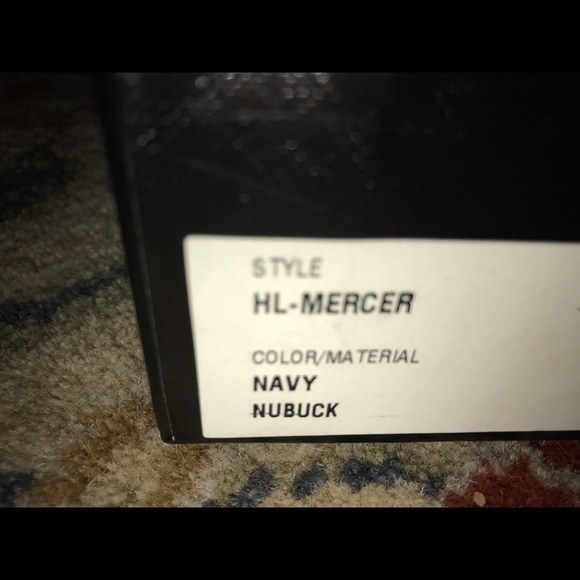 STYLE
HL-MERCER
COLOR/MATERIAL
NAVY
NUBUCK